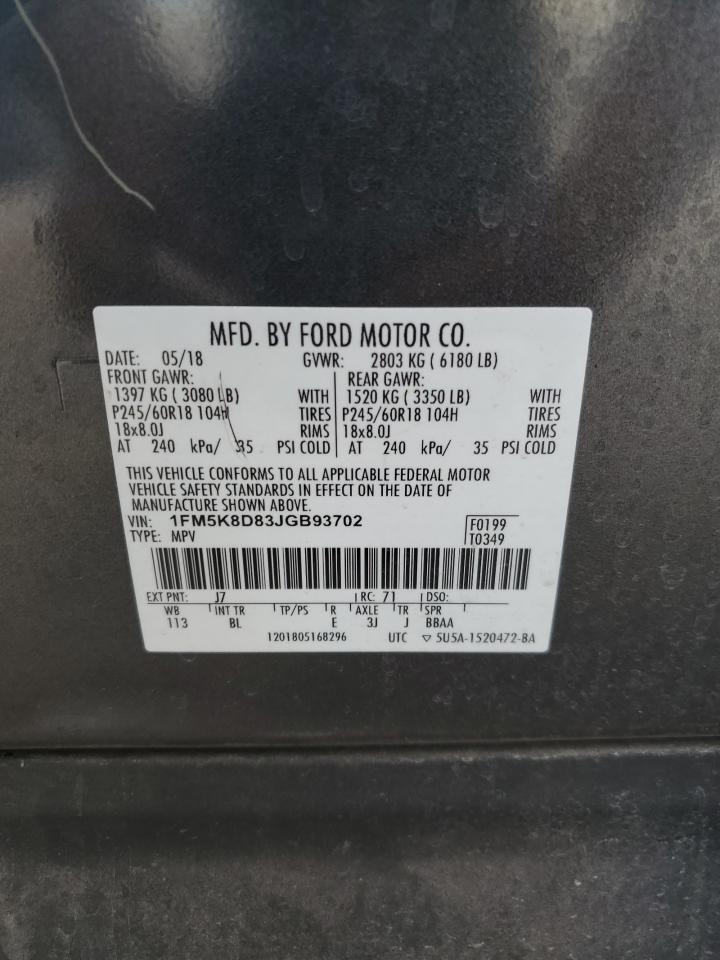 MFD. BY FORD MOTOR CO.
DATE: 05/18 GVWR: 2803 KG ( 6180 LB)
FRONT GAWR: REAR GAWR:
1397 KG ( 3080 LB) WITH 1520 KG ( 3350 LB) WITH
P245/60R18 104H TIRES P245/60R18 104H TIRES
18x8.0J RIMS 18x8.0J RIMS
AT 240 kPa/ 35 PSI COLD AT 240 kPa/ 35 PSI COLD
THIS VEHICLE CONFORMS TO ALL APPLICABLE FEDERAL MOTOR
VEHICLE SAFETY STANDARDS IN EFFECT ON THE DATE OF
MANUFACTURE SHOWN ABOVE.
VIN: 1FM5K8D83JGB93702 F0199
TYPE: MPV T0349
EXT PNT: J7 RC: 71 DSO:
WB INT TR TP/PS R AXLE TR SPR
113 BL E 3J J BBAA
1201805168296 UTC ▽ 5U5A-1520472-BA